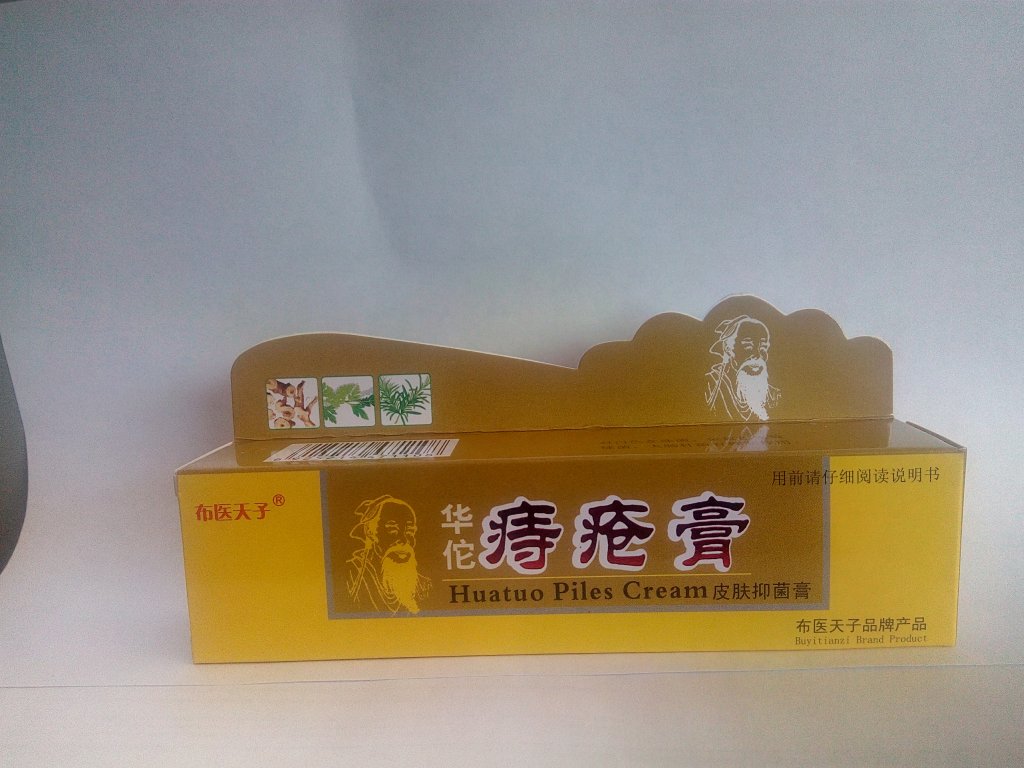 布医天子®
用前请仔细阅读说明书
华佗
痔疮膏
Huatuo Piles Cream 皮肤抑菌膏
布医天子品牌产品
Buyitianzi Brand Product